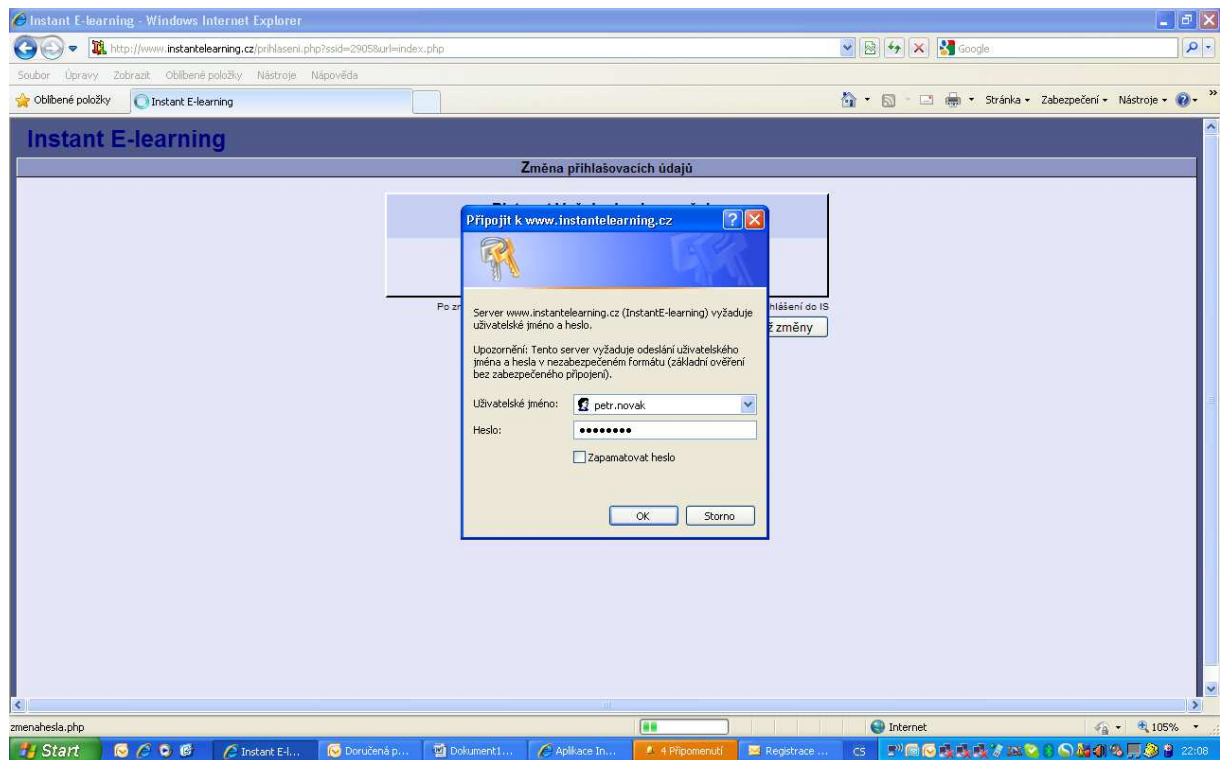 Instant E-learning - Windows Internet Explorer
http://www.instantelearning.cz/prihlaseni.php?ssid=2905&url=index.php
Google
Soubor Úpravy Zobrazit Oblíbené položky Nástroje Nápověda
Oblíbené položky Instant E-learning Stránka Zabezpečení Nástroje »
Instant E-learning
Změna přihlašovacích údajů
Připojit k www.instantelearning.cz
Po zr
hlášení do IS
ž změny
Server www.instantelearning.cz (InstantE-learning) vyžaduje
uživatelské jméno a heslo.
Upozornění: Tento server vyžaduje odeslání uživatelského
jména a hesla v nezabezpečeném formátu (základní ověření
bez zabezpečeného připojení).
Uživatelské jméno: petr.novak
Heslo: ●●●●●●●●
Zapamatovat heslo
OK Storno
zmenahesla.php Internet 105%
Start Instant E-l... Doručená p... Dokument1... Aplikace In... 4 Připomenutí Registrace ... CS 22:08